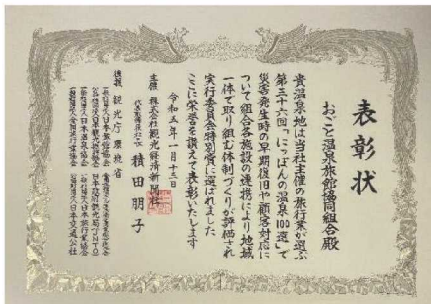 表彰状
おごと温泉旅館協同組合殿
貴温泉地は当社主催の旅行業が選ぶ
第三十六回「にっぽんの温泉100選」で
災害発生時の早期復旧や顧客対応に
ついて組合各施設の連携により地域
一体で取り組む体制づくりが評価され
実行委員会特別賞に選ばれました
ここに栄誉を讃えて表彰いたします
令和五年一月十三日
主催 株式会社観光経済新聞社
代表取締役社長 積田朋子
後援 観光庁 環境省